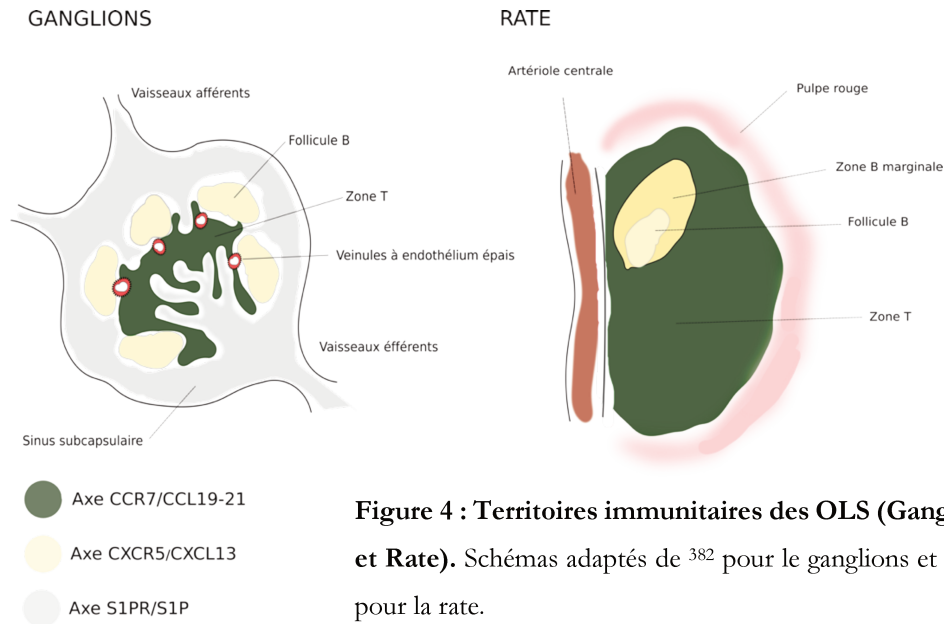 GANGLIONS
RATE
Artériole centrale
Vaisseaux afférents
Pulpe rouge
Follicule B
Zone B marginale
Zone T
Follicule B
Veinules à endothélium épais
Zone T
Vaisseaux éfférents
Sinus subcapsulaire
Axe CCR7/CCL19-21
Axe CXCR5/CXCL13
Axe S1PR/S1P
Figure 4 : Territoires immunitaires des OLS
et Rate). Schémas adaptés de 382 pour le ganglions et
pour la rate.